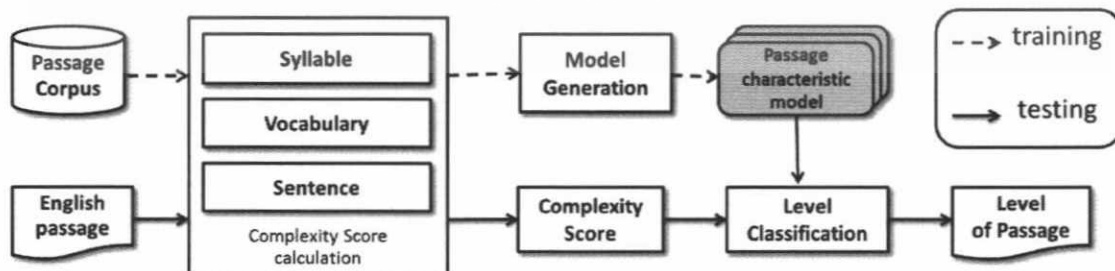 Passage
Corpus
Syllable
Vocabulary
Sentence
Complexity Score
calculation
Model
Generation
Passage
characteristic
model
training
testing
English
passage
Complexity
Score
Level
Classification
Level
of Passage